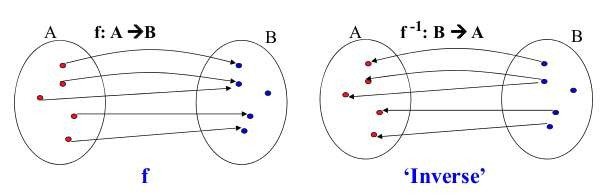 A f: A →B B
f
A f -1: B → A B
‘Inverse’